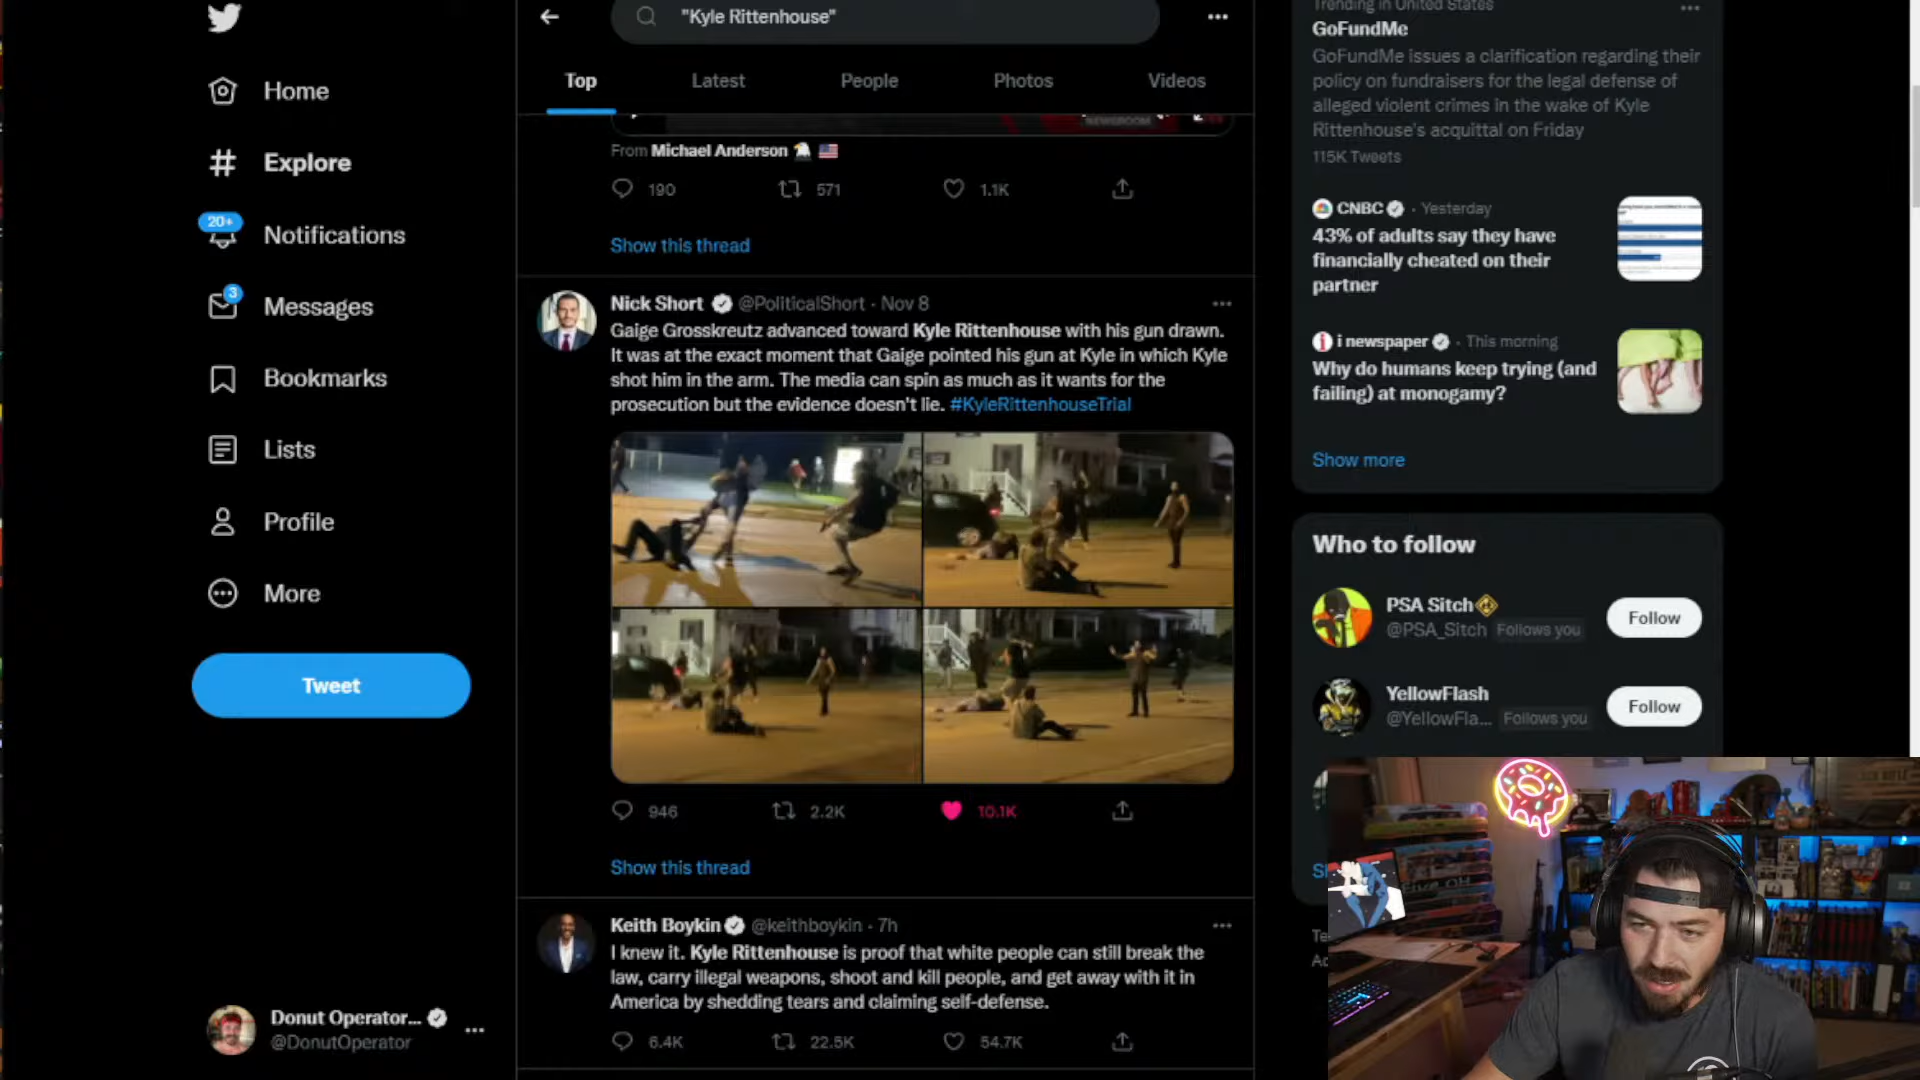 "Kyle Rittenhouse"
Top
Latest
People
Photos
Videos
Home
Explore
20+
Notifications
3
Messages
Bookmarks
Lists
Profile
More
Tweet
Donut Operator...
@DonutOperator
NEWSROOM
From Michael Anderson
190
571
1.1K
Show this thread
Nick Short @PoliticalShort · Nov 8
Gaige Grosskreutz advanced toward Kyle Rittenhouse with his gun drawn.
It was at the exact moment that Gaige pointed his gun at Kyle in which Kyle
shot him in the arm. The media can spin as much as it wants for the
prosecution but the evidence doesn't lie. #KyleRittenhouseTrial
946
2.2K
10.1K
Show this thread
Keith Boykin @keithboykin · 7h
I knew it. Kyle Rittenhouse is proof that white people can still break the
law, carry illegal weapons, shoot and kill people, and get away with it in
America by shedding tears and claiming self-defense.
6.4K
22.5K
54.7K
Trending in United States
GoFundMe
GoFundMe issues a clarification regarding their
policy on fundraisers for the legal defense of
alleged violent crimes in the wake of Kyle
Rittenhouse's acquittal on Friday
115K Tweets
CNBC · Yesterday
43% of adults say they have
financially cheated on their
partner
i newspaper · This morning
Why do humans keep trying (and
failing) at monogamy?
Show more
Who to follow
PSA Sitch
@PSA_Sitch Follows you
Follow
YellowFlash
@YellowFla... Follows you
Follow